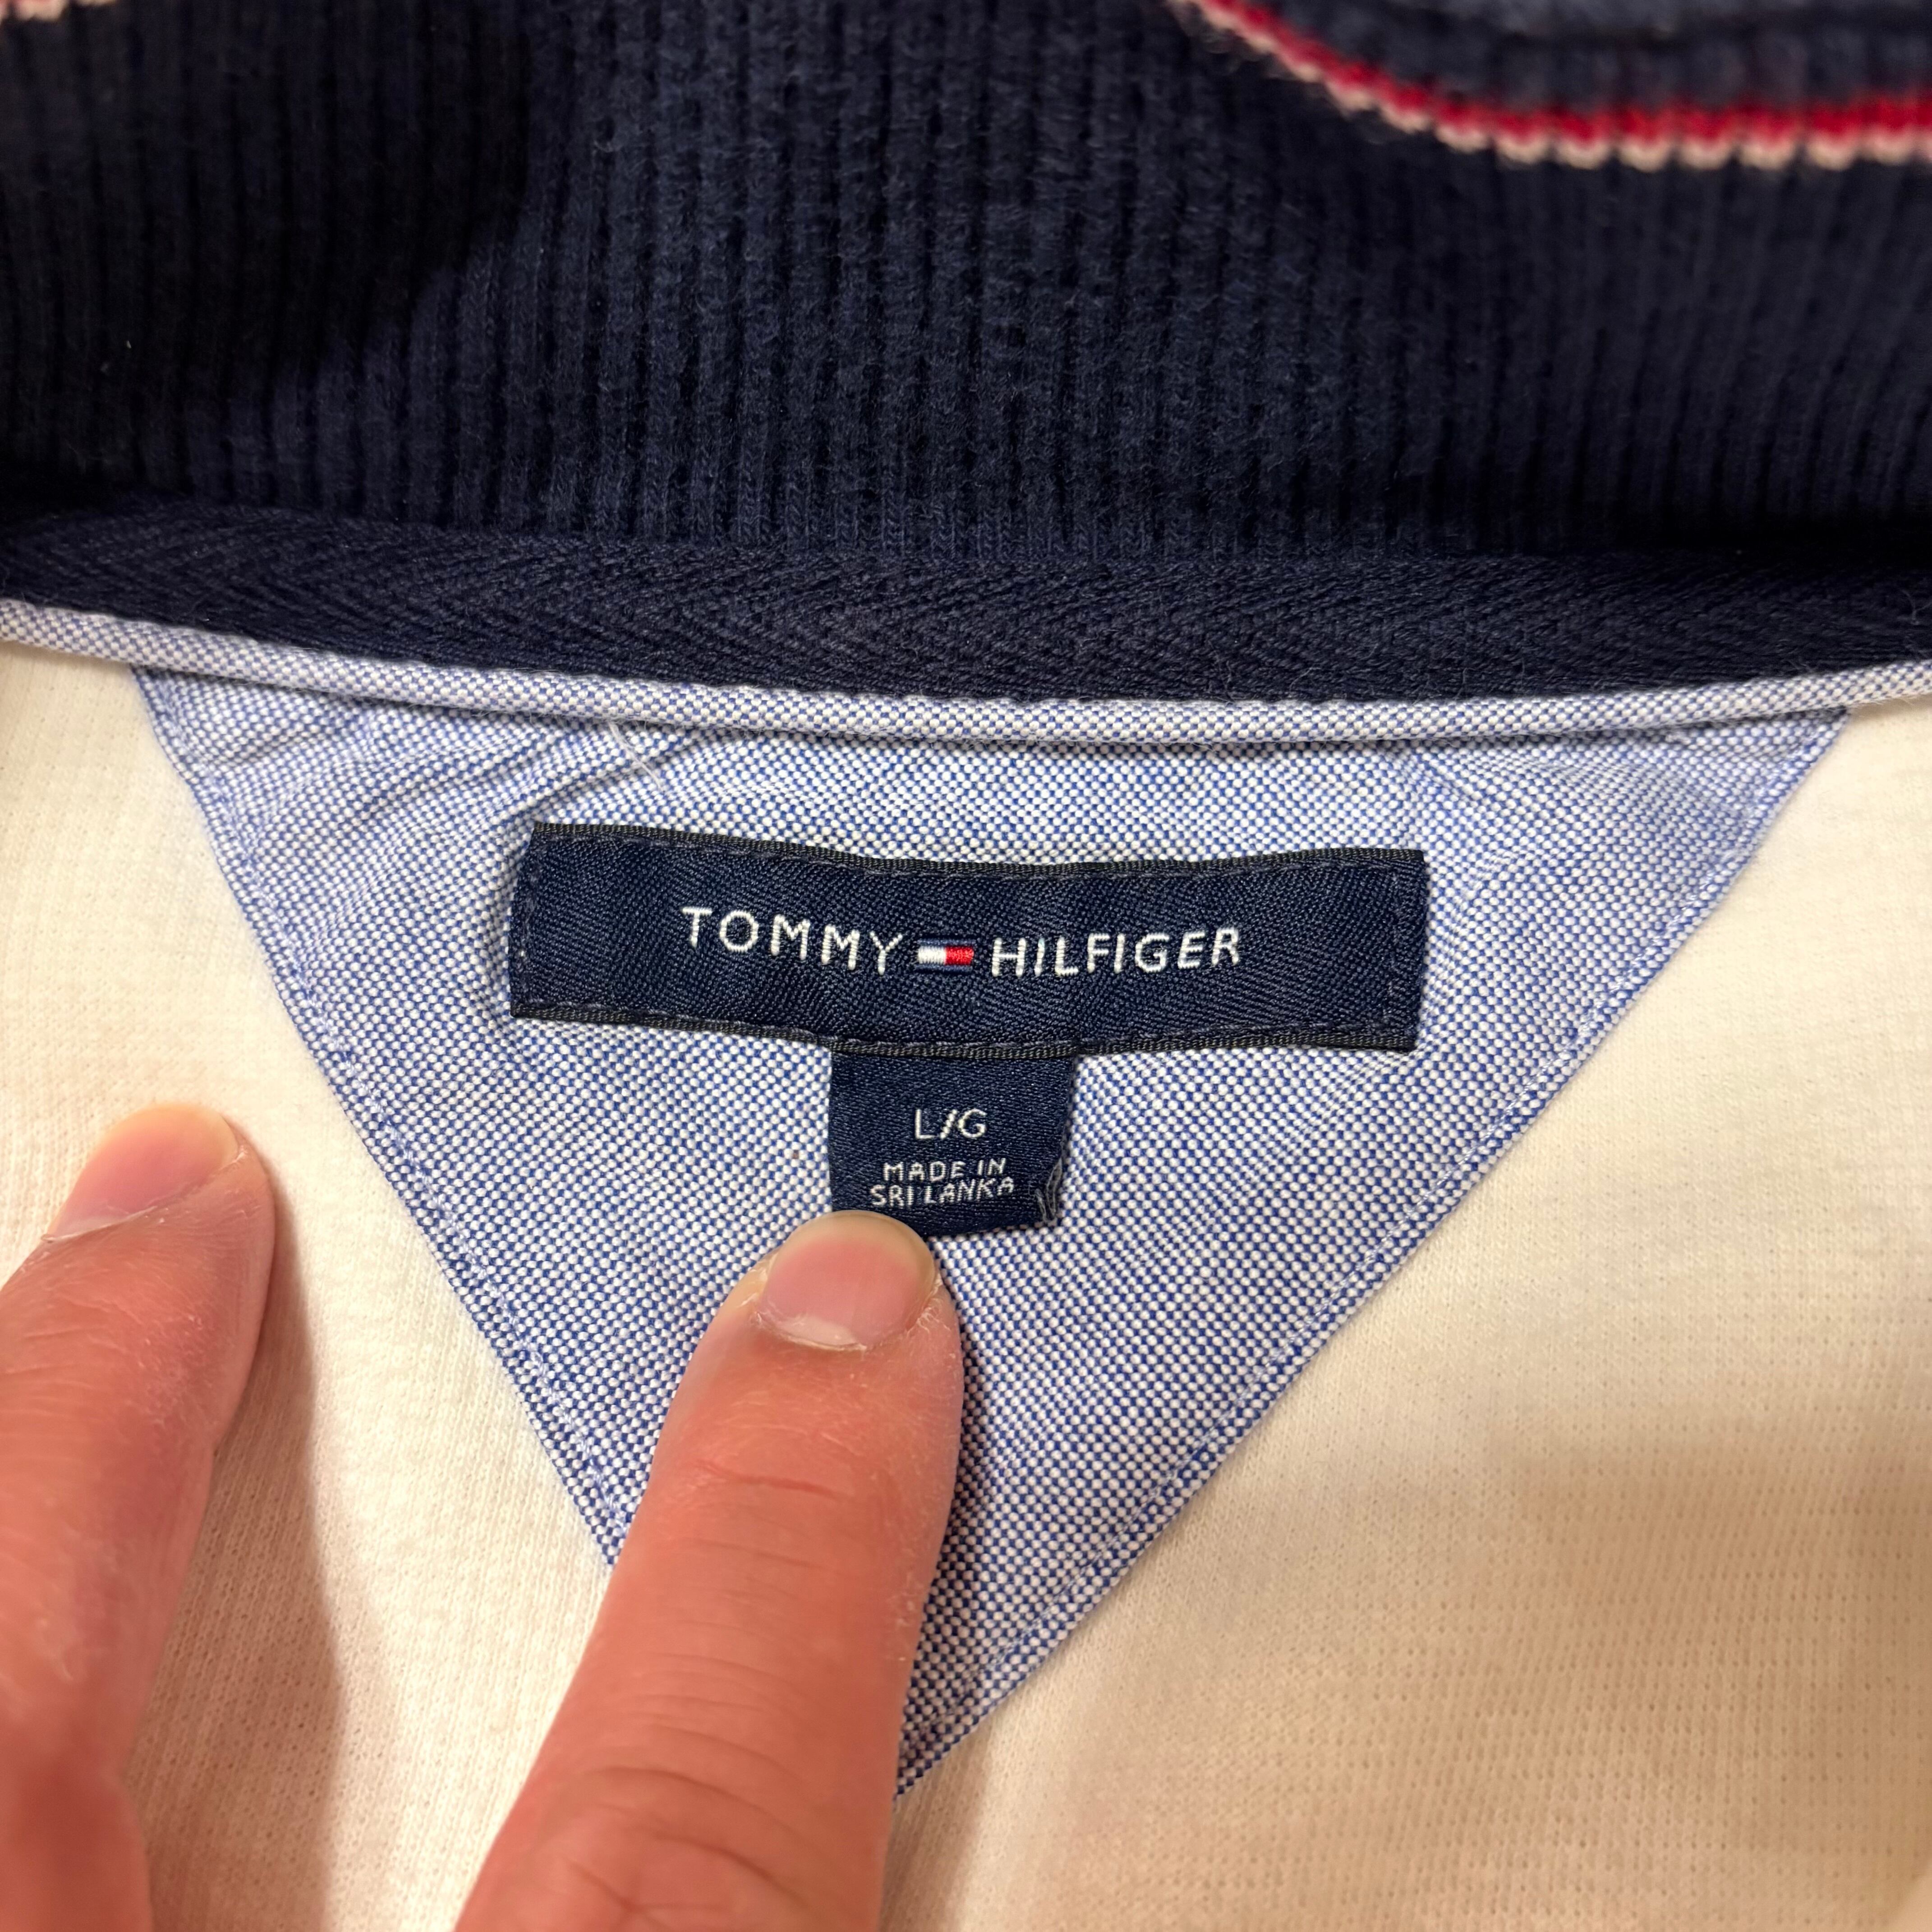 TOMMY HILFIGER
L/G
MADE IN
SRI LANKA